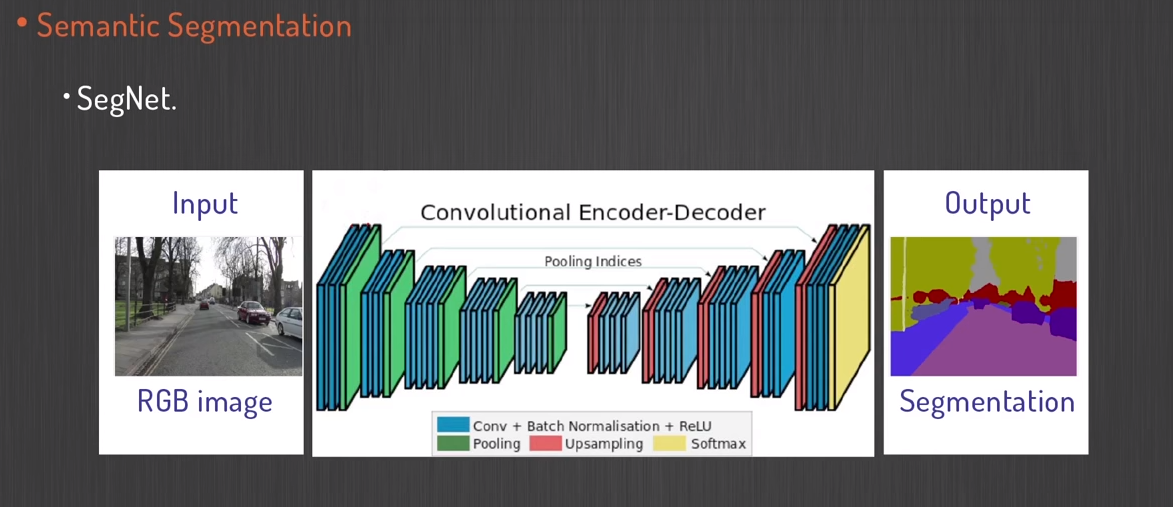 • Semantic Segmentation
• SegNet.
Input
RGB image
Convolutional Encoder-Decoder
Pooling Indices
Conv + Batch Normalisation + ReLU
Pooling Upsampling Softmax
Output
Segmentation